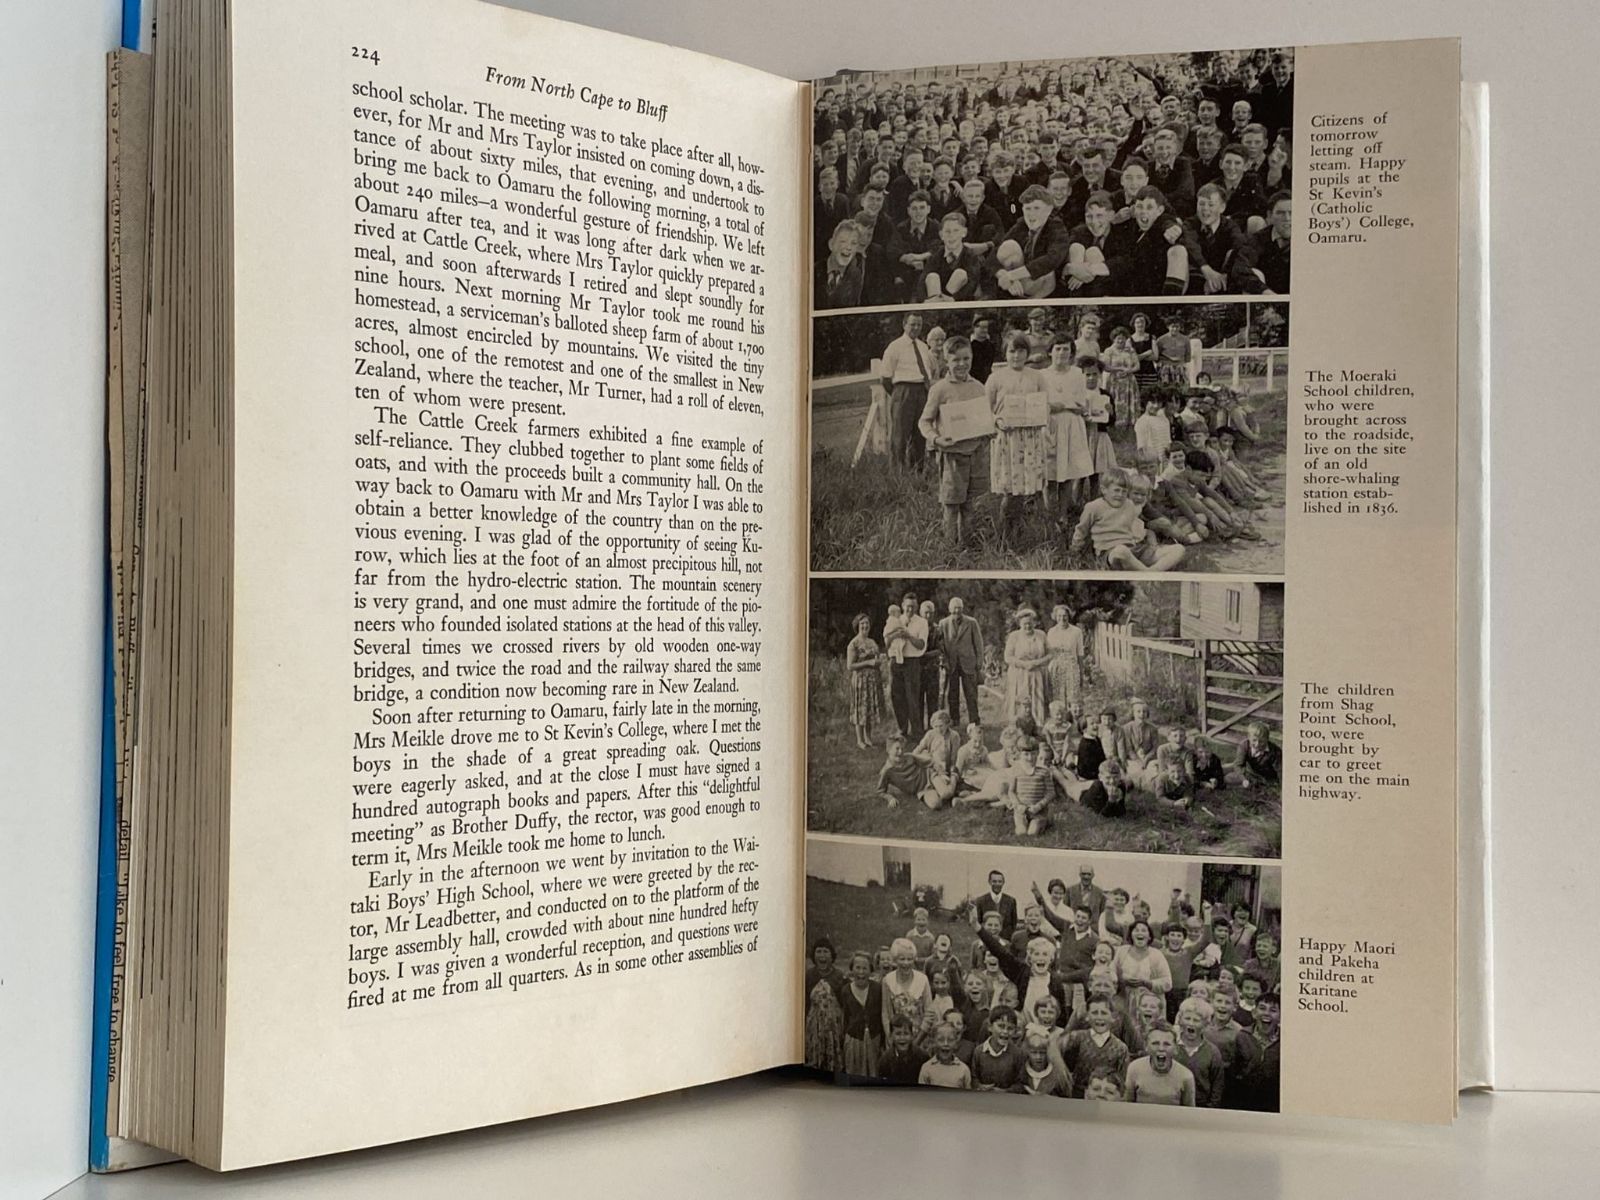 224
From North Cape to Bluff
school scholar. The meeting was to take place after all, how-
ever, for Mr and Mrs Taylor insisted on coming down, a dis-
tance of about sixty miles, that evening, and undertook to
bring me back to Oamaru the following morning, a total of
about 240 miles—a wonderful gesture of friendship. We left
Oamaru after tea, and it was long after dark when we ar-
rived at Cattle Creek, where Mrs Taylor quickly prepared a
meal, and soon afterwards I retired and slept soundly for
nine hours. Next morning Mr Taylor took me round his
homestead, a serviceman's balloted sheep farm of about 1,700
acres, almost encircled by mountains. We visited the tiny
school, one of the remotest and one of the smallest in New
Zealand, where the teacher, Mr Turner, had a roll of eleven,
ten of whom were present.
The Cattle Creek farmers exhibited a fine example of
self-reliance. They clubbed together to plant some fields of
oats, and with the proceeds built a community hall. On the
way back to Oamaru with Mr and Mrs Taylor I was able to
obtain a better knowledge of the country than on the pre-
vious evening. I was glad of the opportunity of seeing Ku-
row, which lies at the foot of an almost precipitous hill, not
far from the hydro-electric station. The mountain scenery
is very grand, and one must admire the fortitude of the pio-
neers who founded isolated stations at the head of this valley.
Several times we crossed rivers by old wooden one-way
bridges, and twice the road and the railway shared the same
bridge, a condition now becoming rare in New Zealand.
Soon after returning to Oamaru, fairly late in the morning,
Mrs Meikle drove me to St Kevin's College, where I met the
boys in the shade of a great spreading oak. Questions
were eagerly asked, and at the close I must have signed a
hundred autograph books and papers. After this "delightful
meeting" as Brother Duffy, the rector, was good enough to
term it, Mrs Meikle took me home to lunch.
Early in the afternoon we went by invitation to the Wai-
taki Boys' High School, where we were greeted by the rec-
tor, Mr Leadbetter, and conducted on to the platform of the
large assembly hall, crowded with about nine hundred hefty
boys. I was given a wonderful reception, and questions were
fired at me from all quarters. As in some other assemblies of
Citizens of
tomorrow
letting off
steam. Happy
pupils at the
St Kevin's
(Catholic
Boys') College,
Oamaru.
The Moeraki
School children,
who were
brought across
to the roadside,
live on the site
of an old
shore-whaling
station estab-
lished in 1836.
The children
from Shag
Point School,
too, were
brought by
car to greet
me on the main
highway.
Happy Maori
and Pakeha
children at
Karitane
School.
detail "like to feel free to change